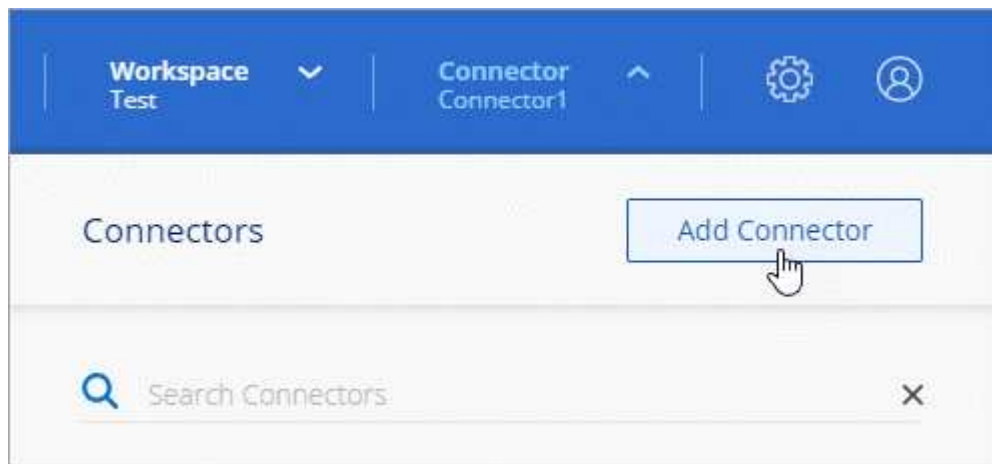 Workspace
Test
Connector
Connector1
Connectors
Add Connector
Search Connectors